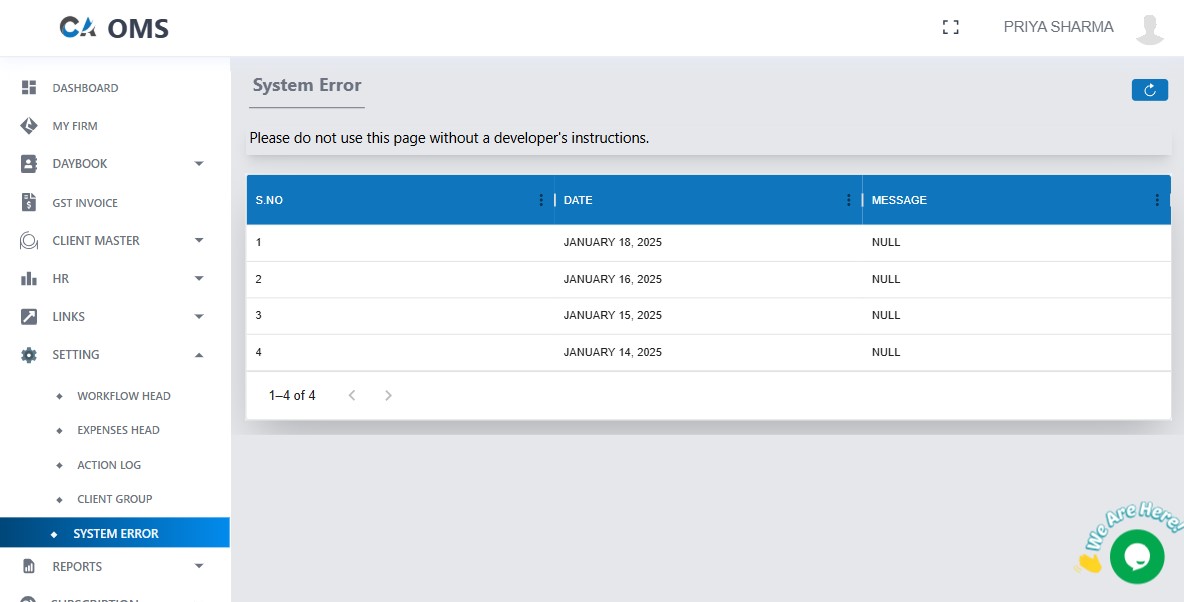 CA OMS
PRIYA SHARMA
DASHBOARD
MY FIRM
DAYBOOK
GST INVOICE
CLIENT MASTER
HR
LINKS
SETTING
WORKFLOW HEAD
EXPENSES HEAD
ACTION LOG
CLIENT GROUP
SYSTEM ERROR
REPORTS
SUBSCRIPTION
System Error
Please do not use this page without a developer's instructions.
S.NO DATE MESSAGE
1 JANUARY 18, 2025 NULL
2 JANUARY 16, 2025 NULL
3 JANUARY 15, 2025 NULL
4 JANUARY 14, 2025 NULL
1–4 of 4
We Are Here!